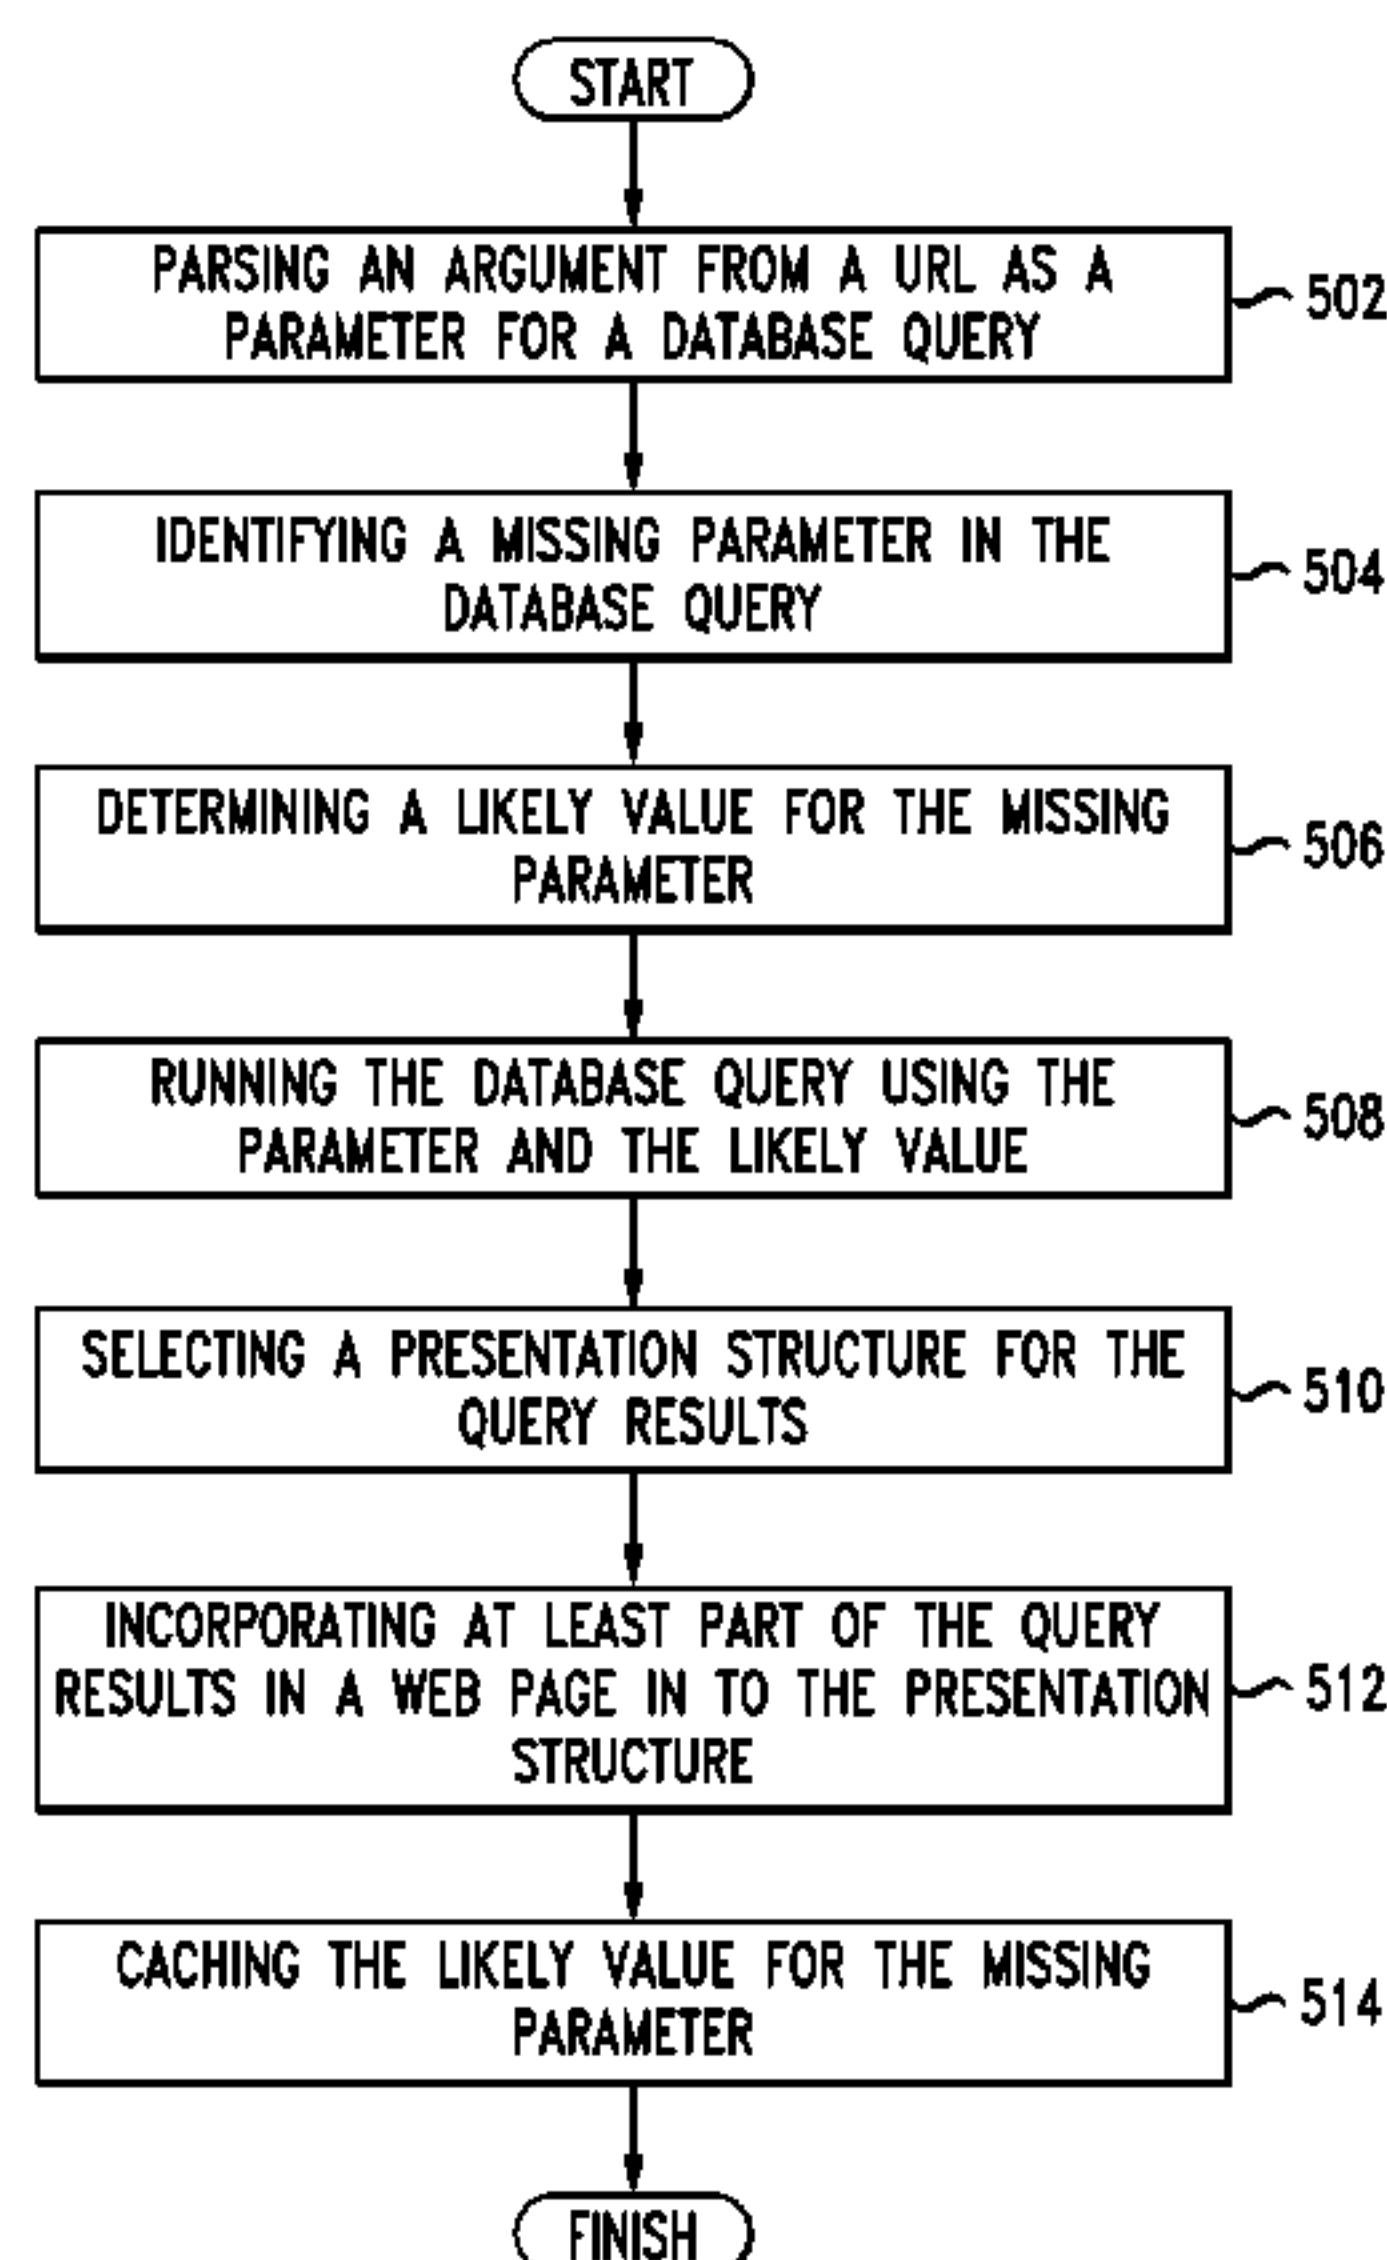 START
PARSING AN ARGUMENT FROM A URL AS A
PARAMETER FOR A DATABASE QUERY
502
IDENTIFYING A MISSING PARAMETER IN THE
DATABASE QUERY
504
DETERMINING A LIKELY VALUE FOR THE MISSING
PARAMETER
506
RUNNING THE DATABASE QUERY USING THE
PARAMETER AND THE LIKELY VALUE
508
SELECTING A PRESENTATION STRUCTURE FOR THE
QUERY RESULTS
510
INCORPORATING AT LEAST PART OF THE QUERY
RESULTS IN A WEB PAGE IN TO THE PRESENTATION
STRUCTURE
512
CACHING THE LIKELY VALUE FOR THE MISSING
PARAMETER
514
FINISH